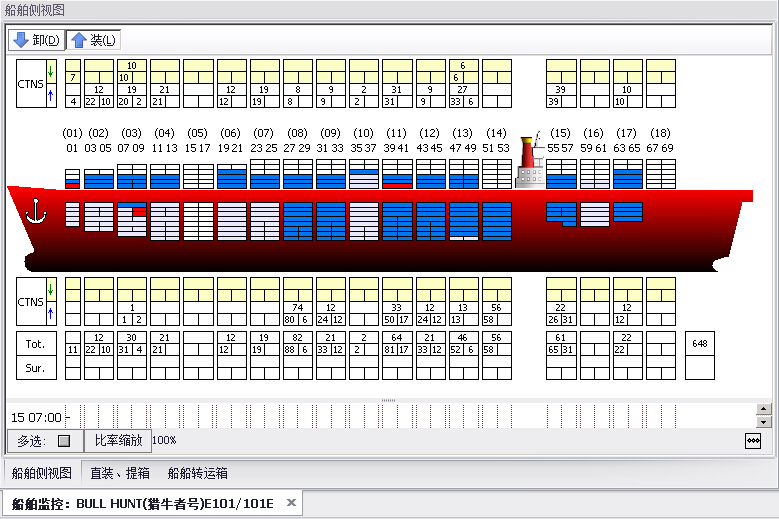 船舶侧视图
卸(D) 装(L)
10 6
7 10 6
CTNS 12 19 21 12 19 8 9 2 31 9 27 39 10
4 22 10 20 2 21 12 19 8 9 2 31 9 33 6 39 10
(01) (02) (03) (04) (05) (06) (07) (08) (09) (10) (11) (12) (13) (14) (15) (16) (17) (18)
01 03 05 07 09 11 13 15 17 19 21 23 25 27 29 31 33 35 37 39 41 43 45 47 49 51 53 55 57 59 61 63 65 67 69
CTNS 1 74 12 33 12 13 56 22 12
1 2 80 6 24 12 50 17 24 12 13 58 26 31 12
Tot. 12 30 21 12 19 82 21 2 64 21 46 56 61 22 648
11 22 10 31 4 21 12 19 88 6 33 12 2 81 17 33 12 52 6 58 65 31 22
Sur.
15 07:00
多选: 比率缩放 100%
船舶侧视图 直装、提箱 船舶转运箱
船舶监控: BULL HUNT(猎牛者号)E101/101E